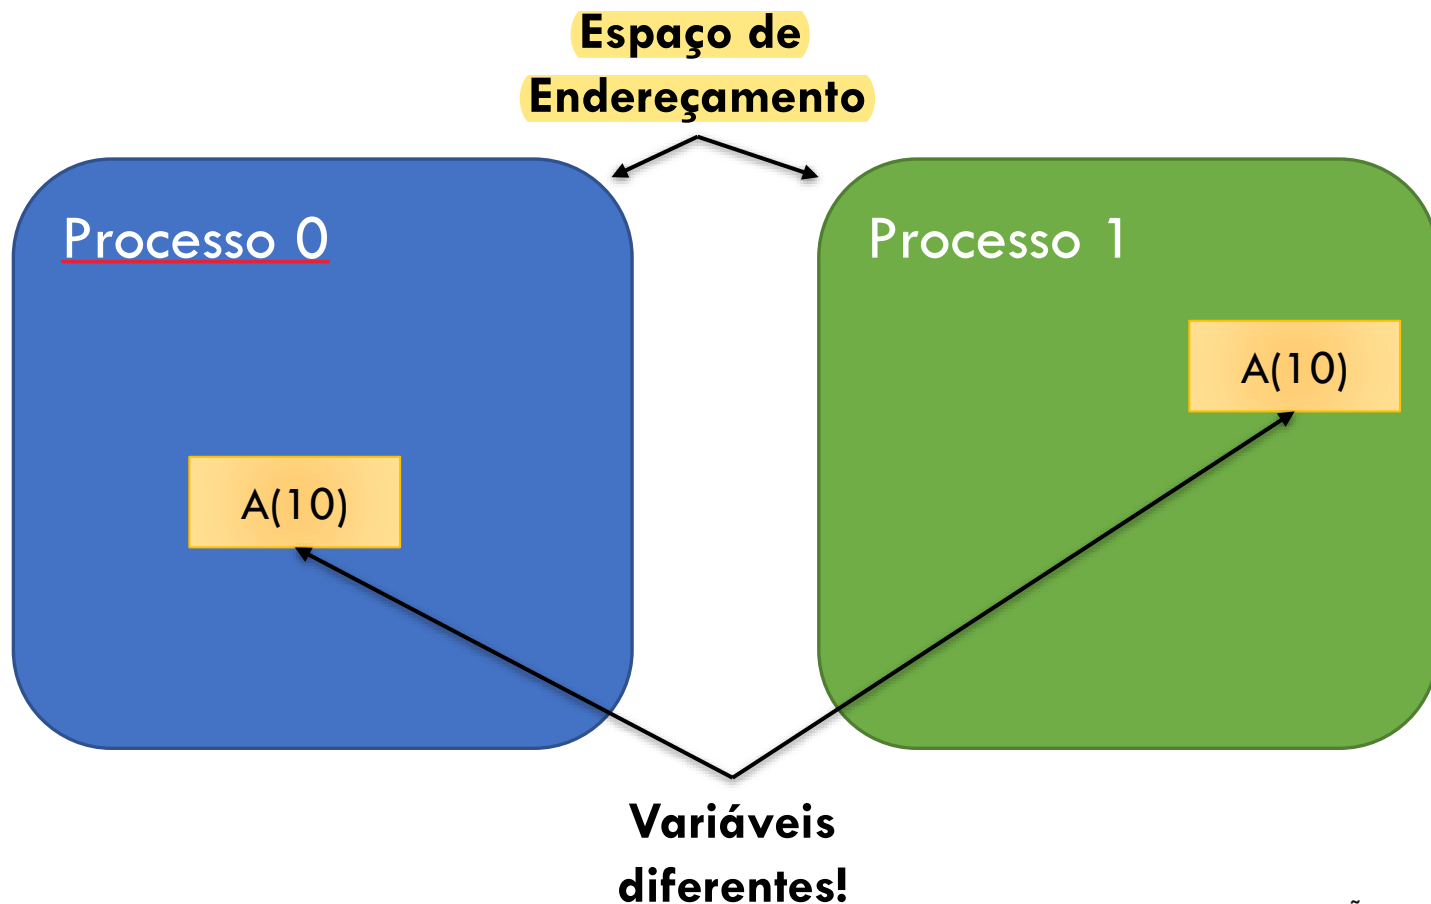 Espaço de
Endereçamento
Processo 0
Processo 1
A(10)
A(10)
Variáveis
diferentes!